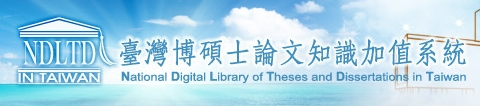 NDLTD
IN TAIWAN
臺灣博碩士論文知識加值系統
National Digital Library of Theses and Dissertations in Taiwan